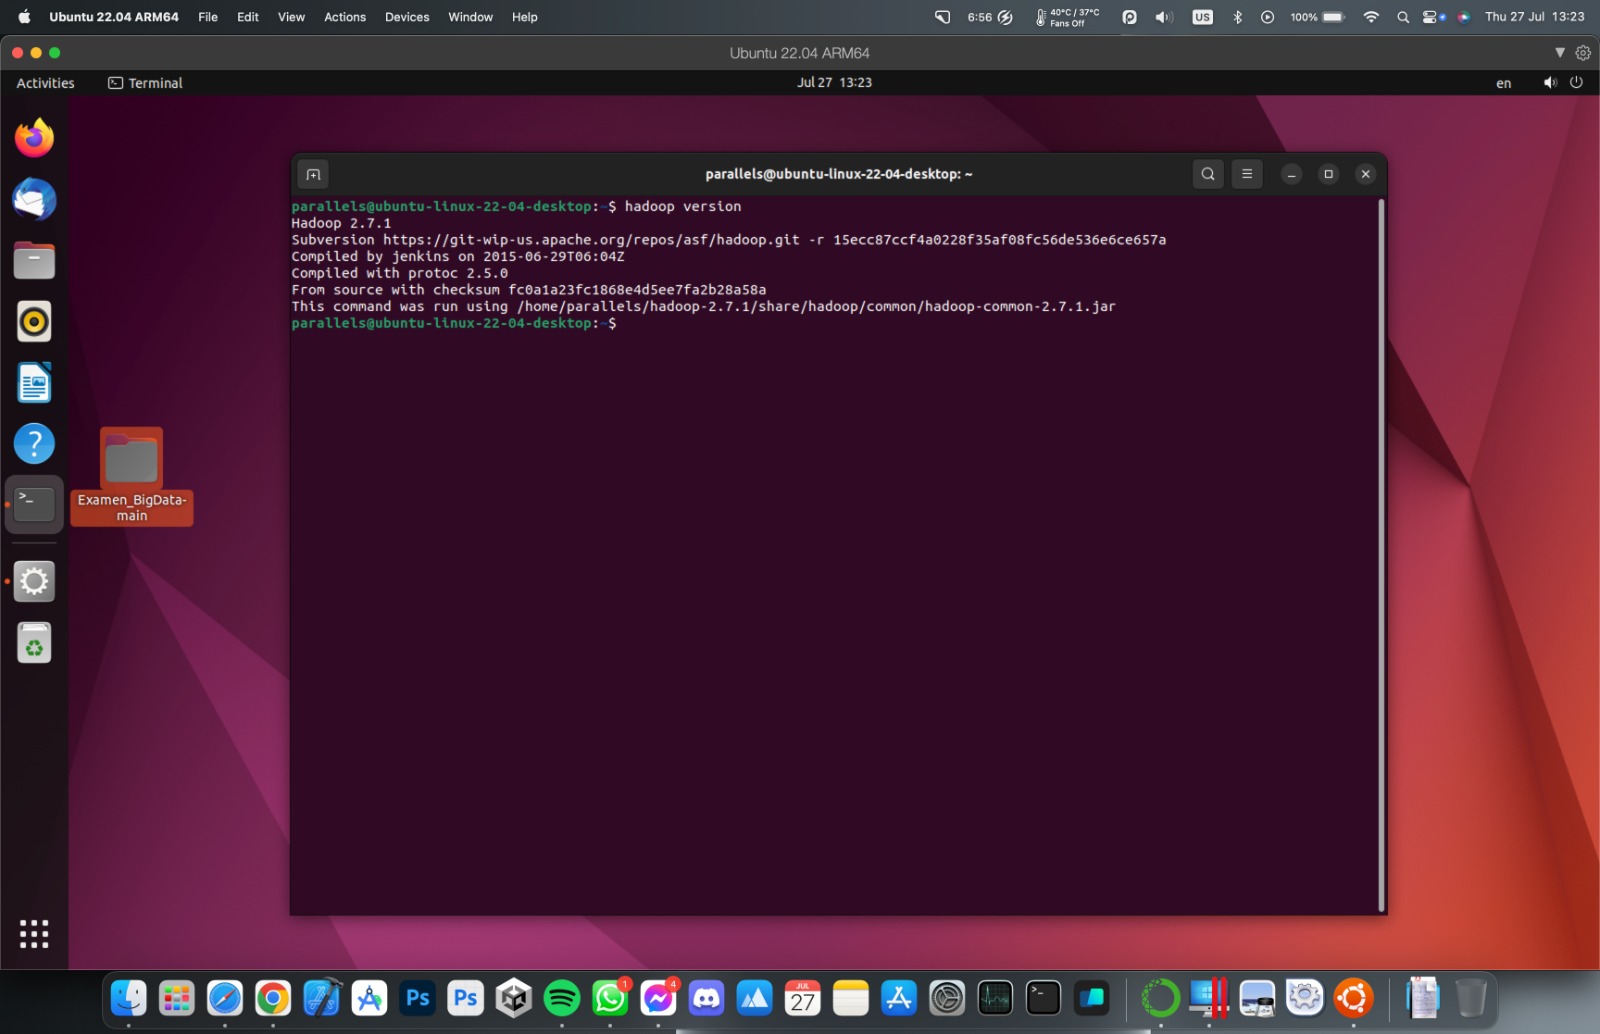 Ubuntu 22.04 ARM64 File Edit View Actions Devices Window Help 6:56 40°C / 37°C Fans Off US 100% Thu 27 Jul 13:23
Ubuntu 22.04 ARM64
Activities Terminal Jul 27 13:23 en
parallels@ubuntu-linux-22-04-desktop: ~
parallels@ubuntu-linux-22-04-desktop:~$ hadoop version
Hadoop 2.7.1
Subversion https://git-wip-us.apache.org/repos/asf/hadoop.git -r 15ecc87ccf4a0228f35af08fc56de536e6ce657a
Compiled by jenkins on 2015-06-29T06:04Z
Compiled with protoc 2.5.0
From source with checksum fc0a1a23fc1868e4d5ee7fa2b28a58a
This command was run using /home/parallels/hadoop-2.7.1/share/hadoop/common/hadoop-common-2.7.1.jar
parallels@ubuntu-linux-22-04-desktop:~$
Examen_BigData-
main
Ps Ps 1 4 JUL 27